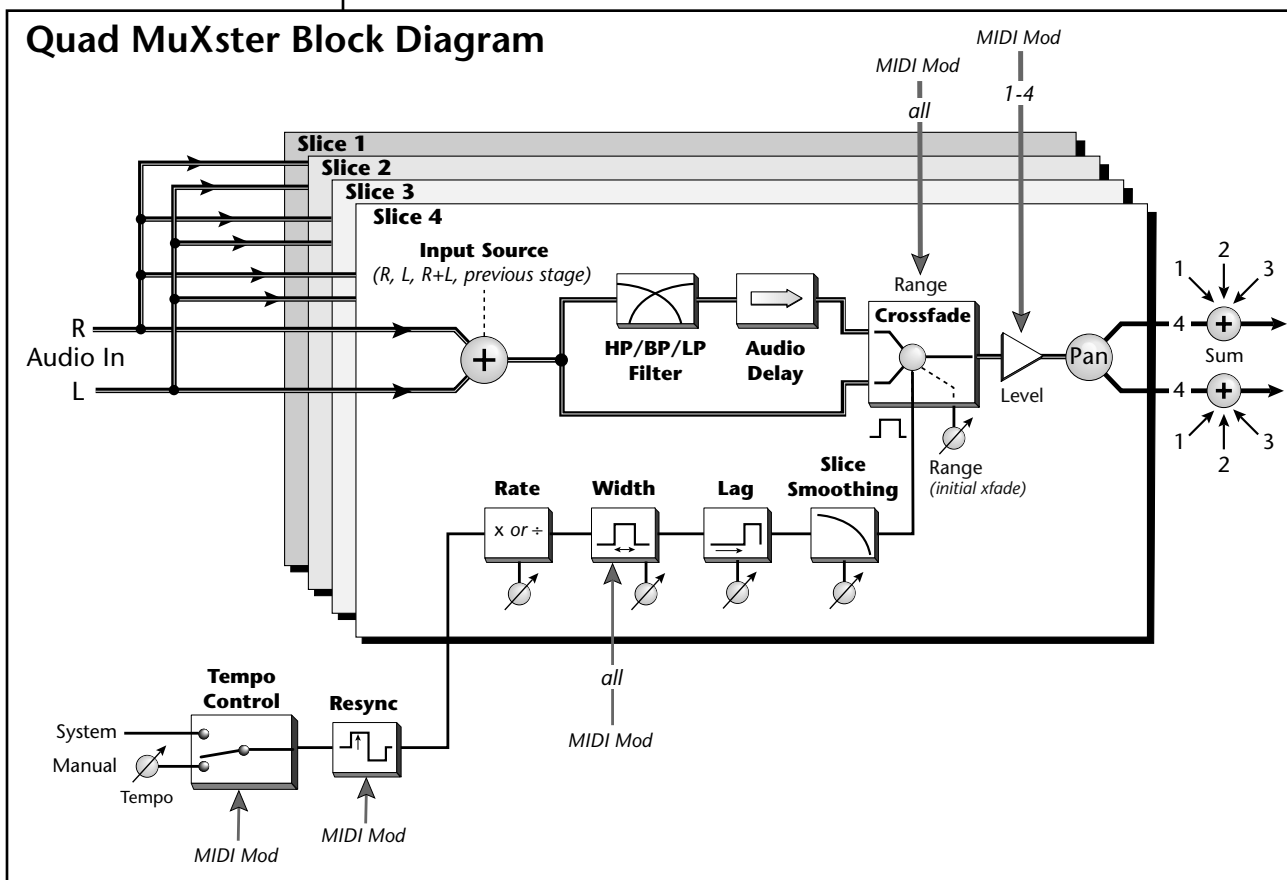 Quad MuXster Block Diagram
MIDI Mod
1-4
MIDI Mod
all
Slice 1
Slice 2
Slice 3
Slice 4
Input Source
(R, L, R+L, previous stage)
R
Audio In
L
+
HP/BP/LP
Filter
Audio
Delay
Range
Crossfade
Range
(initial xfade)
Level
Pan
4
4
1
2
3
+
Sum
+
1
2
3
Rate
x or ÷
Width
Lag
Slice
Smoothing
all
MIDI Mod
Tempo
Control
Resync
System
Manual
Tempo
MIDI Mod
MIDI Mod